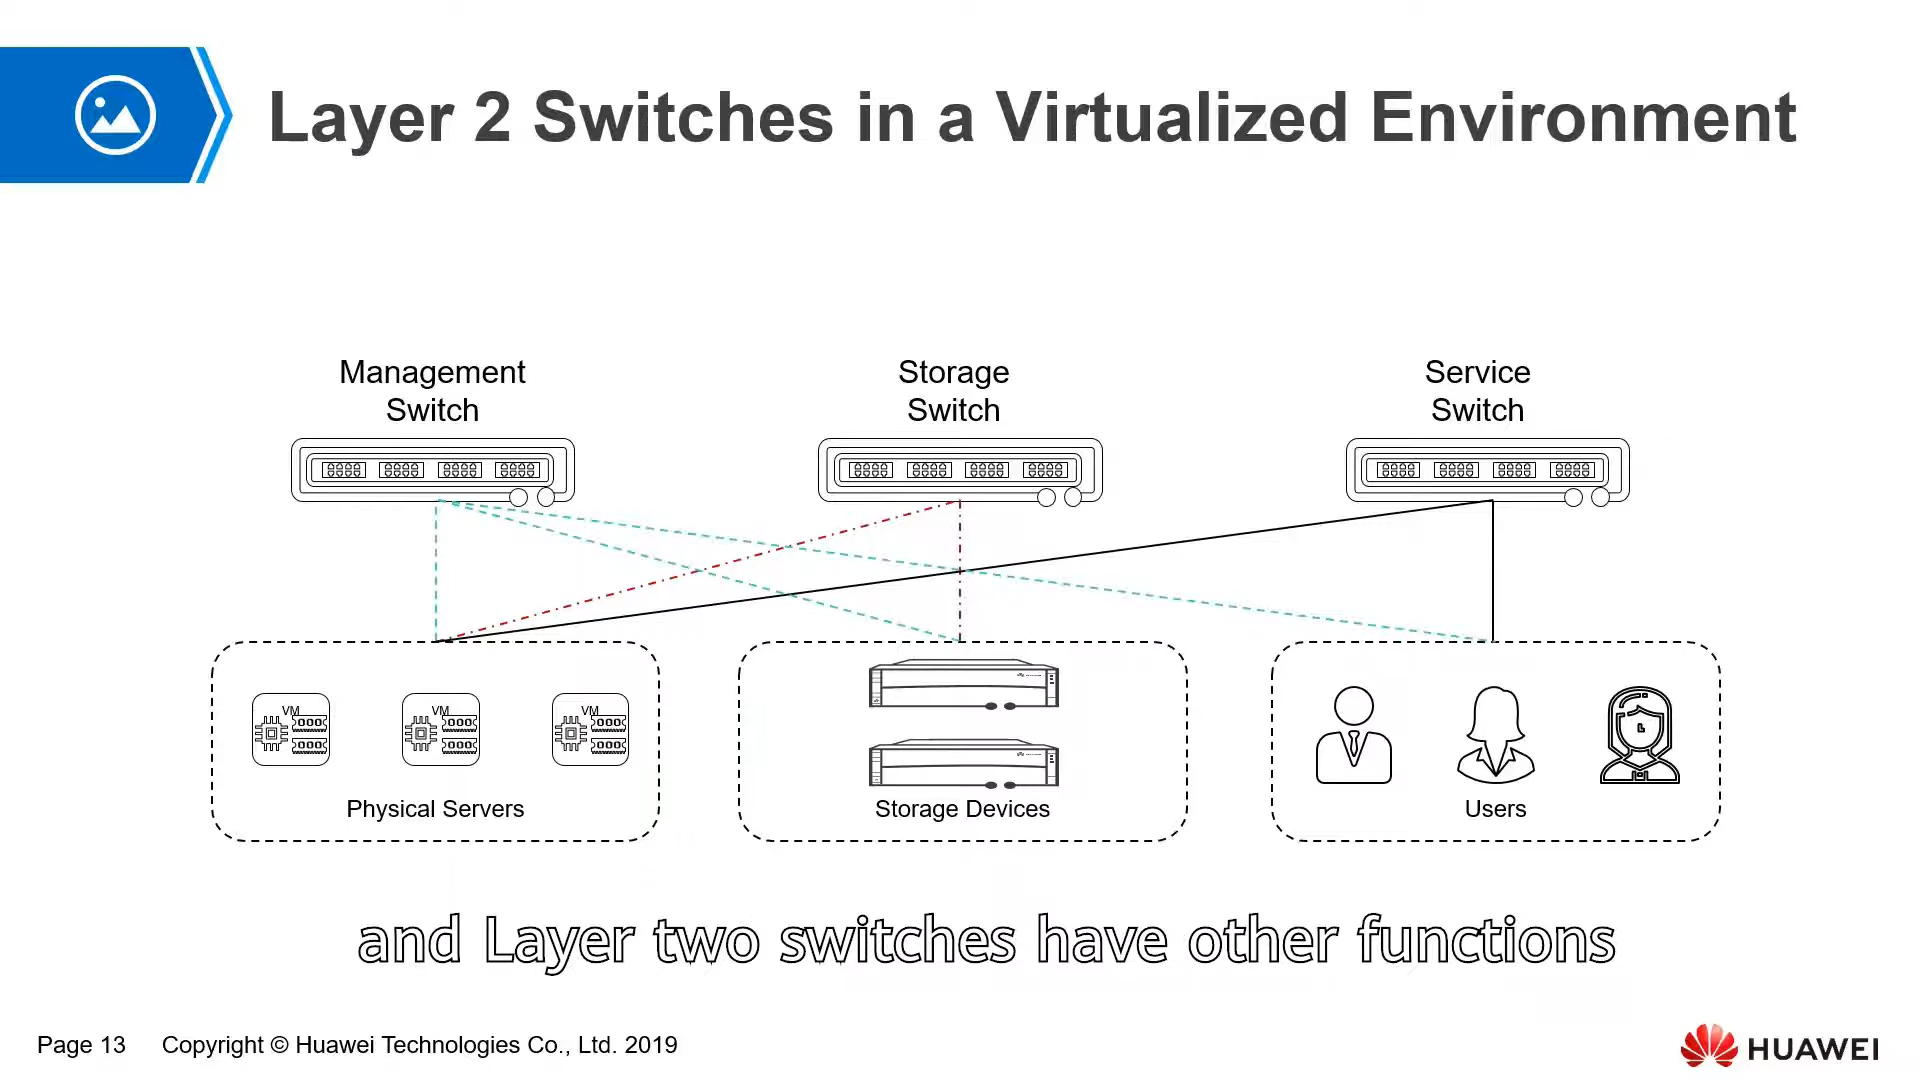 Layer 2 Switches in a Virtualized Environment
Management
Switch
Storage
Switch
Service
Switch
VM
VM
VM
Physical Servers
Storage Devices
Users
and Layer two switches have other functions
Page 13
Copyright © Huawei Technologies Co., Ltd. 2019
HUAWEI